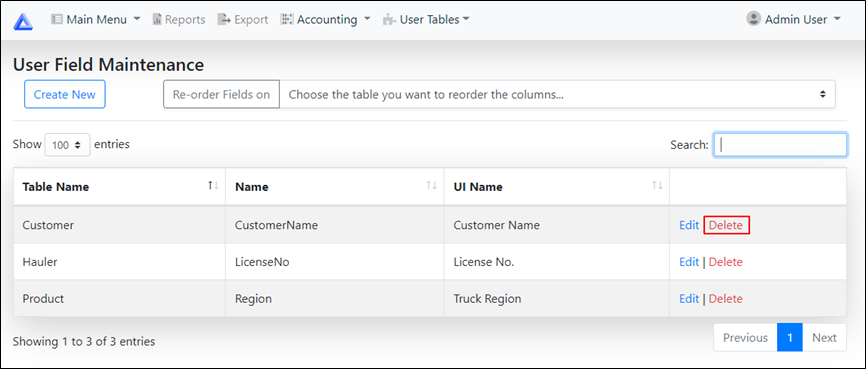 Main Menu Reports Export Accounting User Tables Admin User
User Field Maintenance
Create New Re-order Fields on Choose the table you want to reorder the columns...
Show 100 entries Search:
Table Name Name UI Name
Customer CustomerName Customer Name Edit Delete
Hauler LicenseNo License No. Edit | Delete
Product Region Truck Region Edit | Delete
Showing 1 to 3 of 3 entries Previous 1 Next